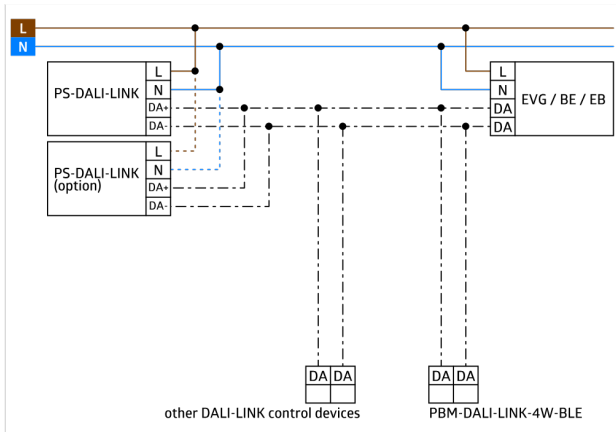 L
N
PS-DALI-LINK
L
N
DA+
DA-
L
N
DA
DA
EVG / BE / EB
PS-DALI-LINK
(option)
L
N
DA+
DA-
DA DA
DA DA
other DALI-LINK control devices
PBM-DALI-LINK-4W-BLE